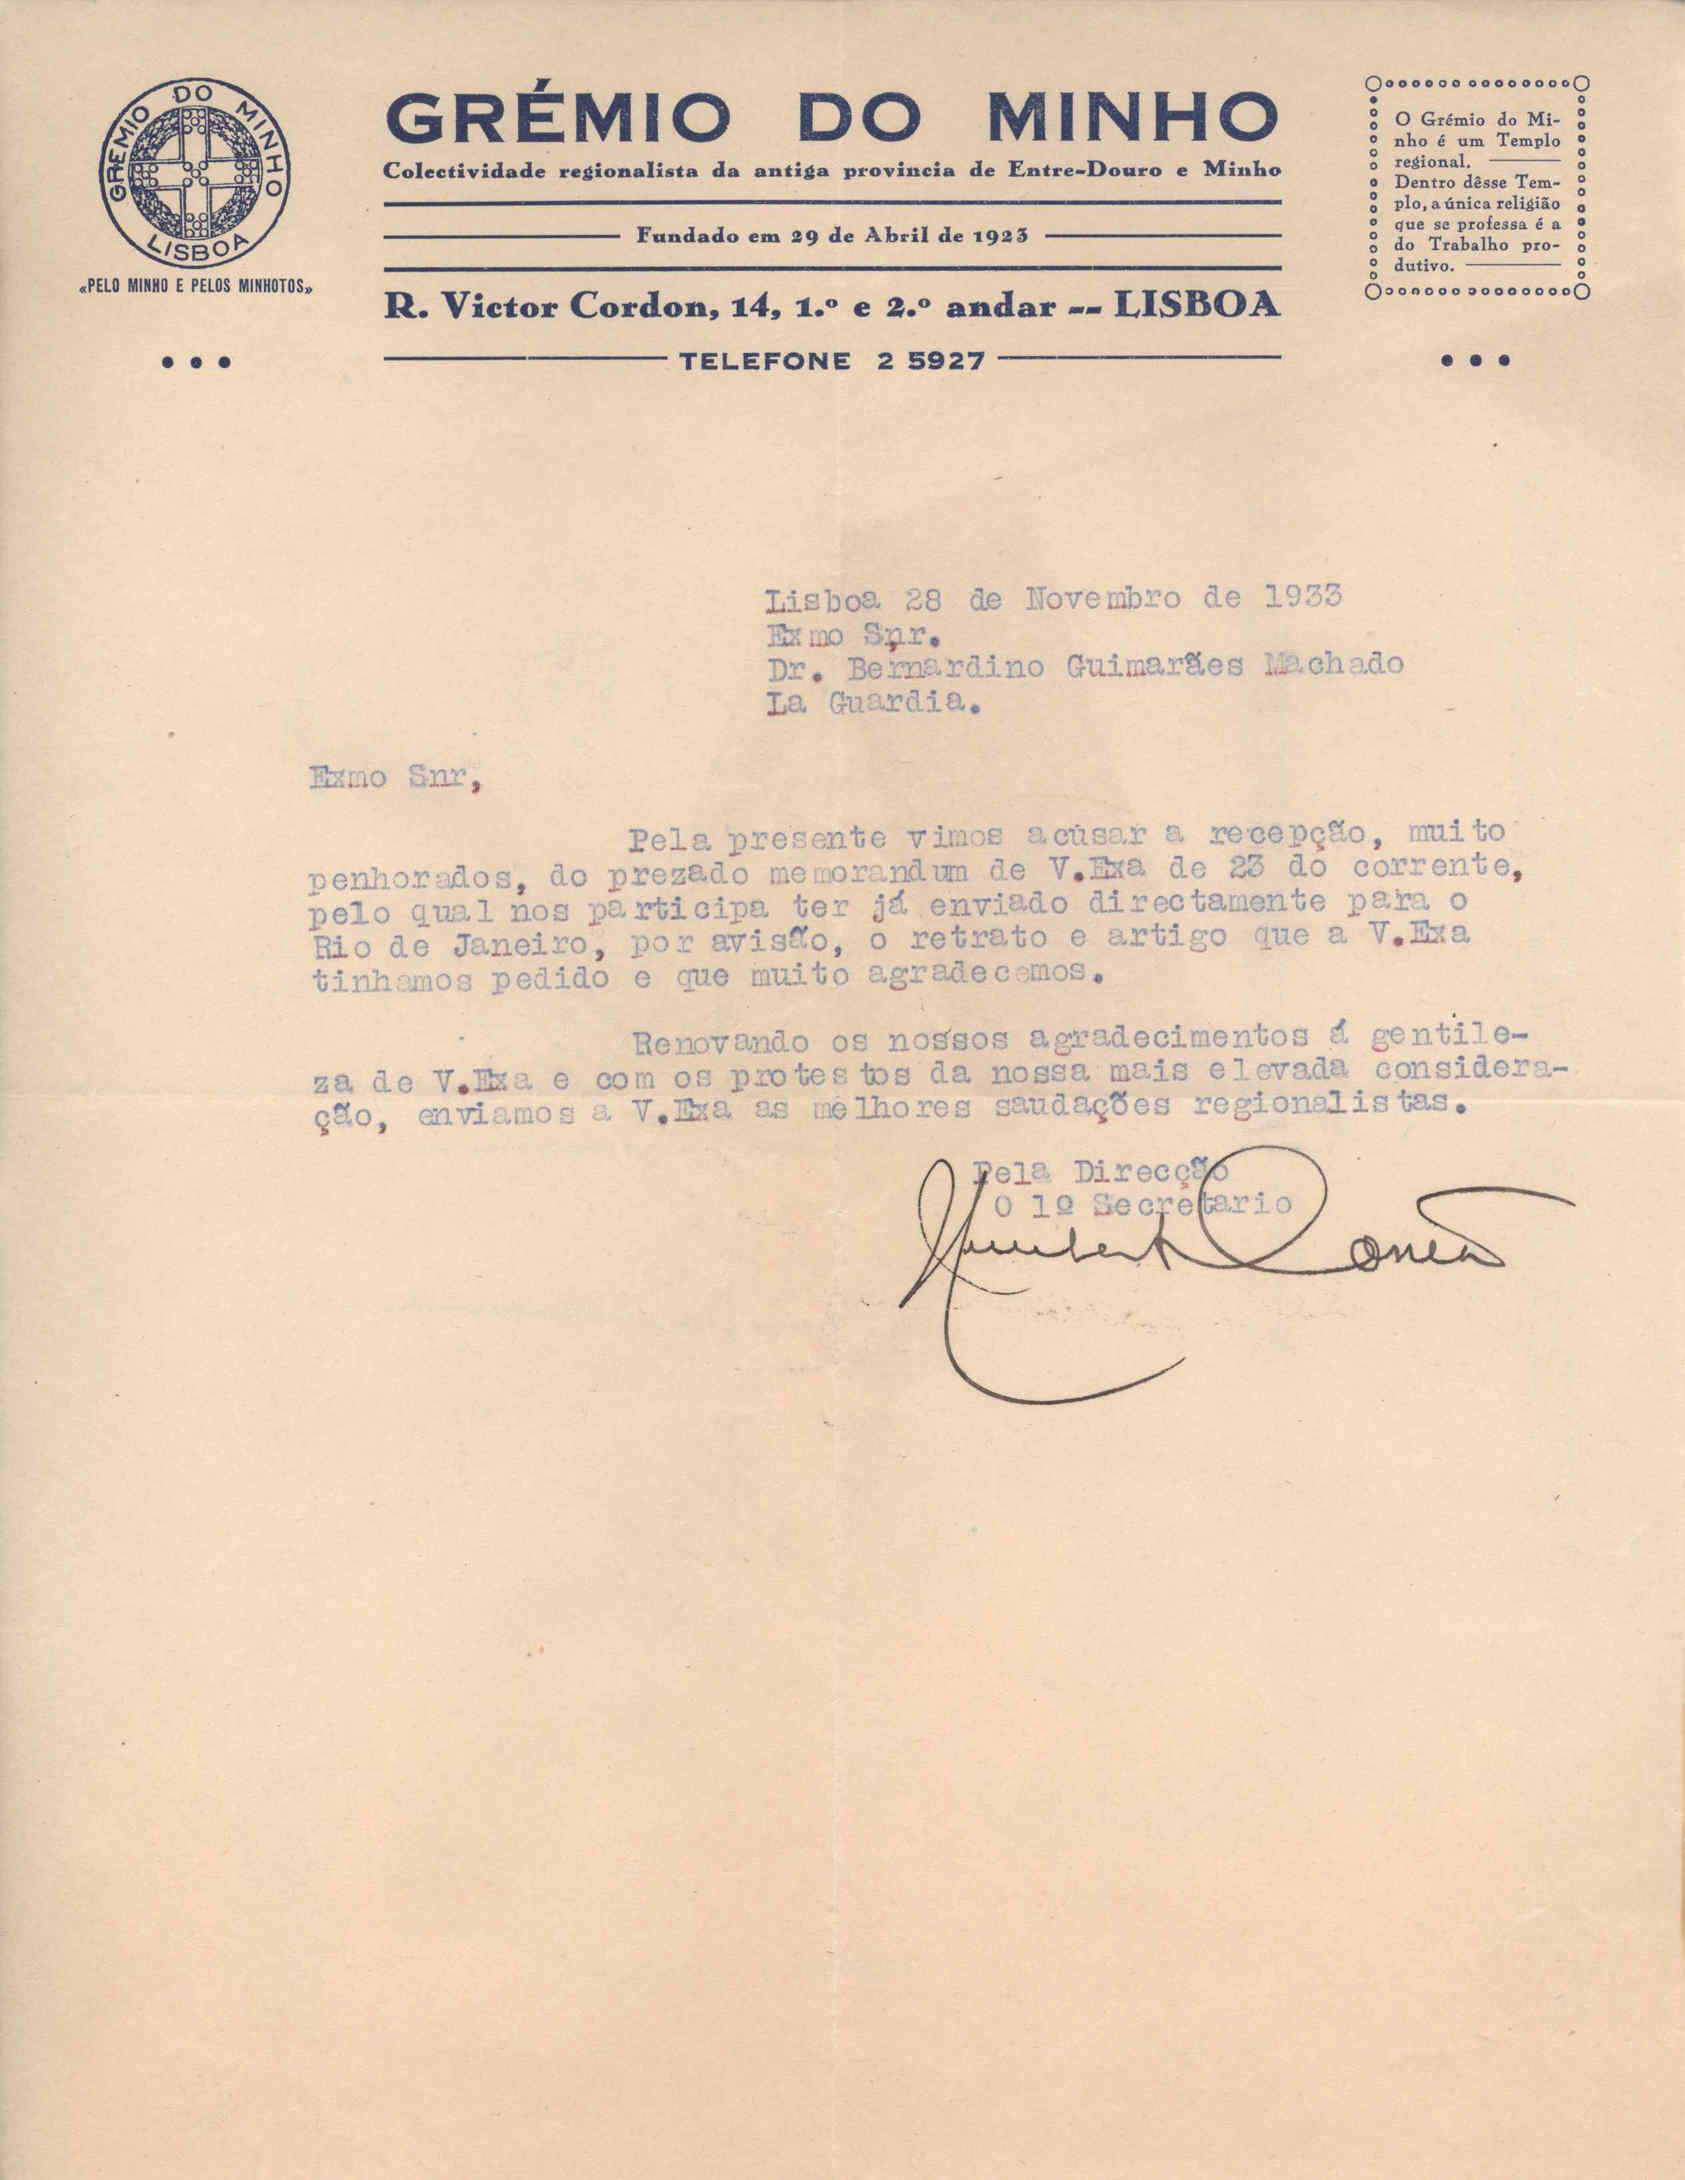 GRÉMIO DO MINHO
LISBOA
«PELO MINHO E PELOS MINHOTOS»
GRÉMIO DO MINHO
Colectividade regionalista da antiga provincia de Entre-Douro e Minho
Fundado em 29 de Abril de 1923
R. Victor Cordon, 14, 1.º e 2.º andar -- LISBOA
TELEFONE 2 5927
O Grémio do Mi-
nho é um Templo
regional.
Dentro dêsse Tem-
plo, a única religião
que se professa é a
do Trabalho pro-
dutivo.
Lisboa 28 de Novembro de 1933
Exmo Snr.
Dr. Bernardino Guimarães Machado
La Guardia.
Exmo Snr,
Pela presente vimos acúsar a recepção, muito
penhorados, do prezado memorandum de V.Exa de 23 do corrente,
pelo qual nos participa ter já enviado directamente para o
Rio de Janeiro, por avisão, o retrato e artigo que a V.Exa
tinhamos pedido e que muito agradecemos.
Renovando os nossos agradecimentos á gentile-
za de V.Exa e com os protestos da nossa mais elevada considera-
ção, enviamos a V.Exa as melhores saudações regionalistas.
Pela Direcção
O 1º Secretario